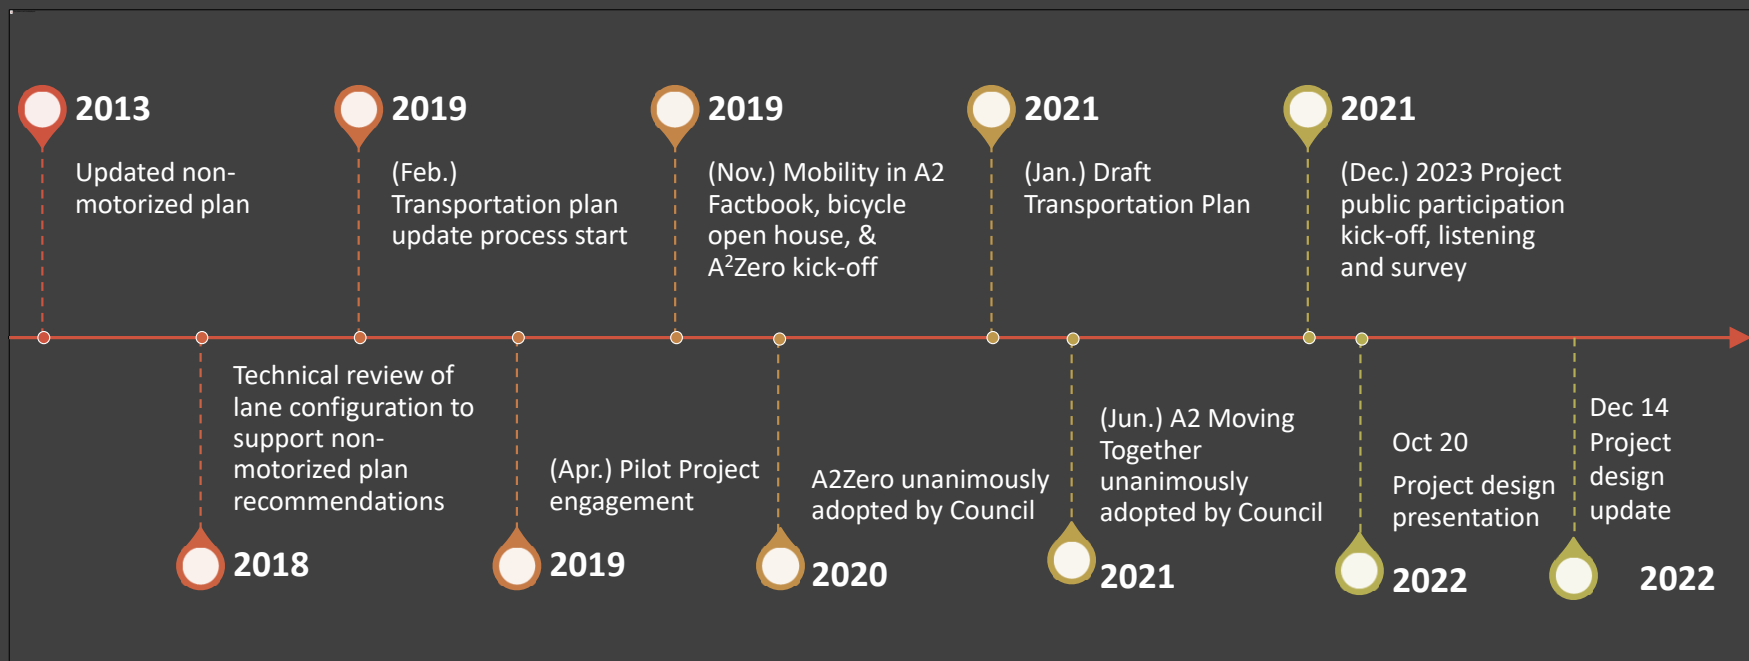 2013
Updated non-
motorized plan
2019
(Feb.)
Transportation plan
update process start
2019
(Nov.) Mobility in A2
Factbook, bicycle
open house, &
A²Zero kick-off
2021
(Jan.) Draft
Transportation Plan
2021
(Dec.) 2023 Project
public participation
kick-off, listening
and survey
Technical review of
lane configuration to
support non-
motorized plan
recommendations
2018
(Apr.) Pilot Project
engagement
2019
A2Zero unanimously
adopted by Council
2020
(Jun.) A2 Moving
Together
unanimously
adopted by Council
2021
Oct 20
Project design
presentation
2022
Dec 14
Project
design
update
2022